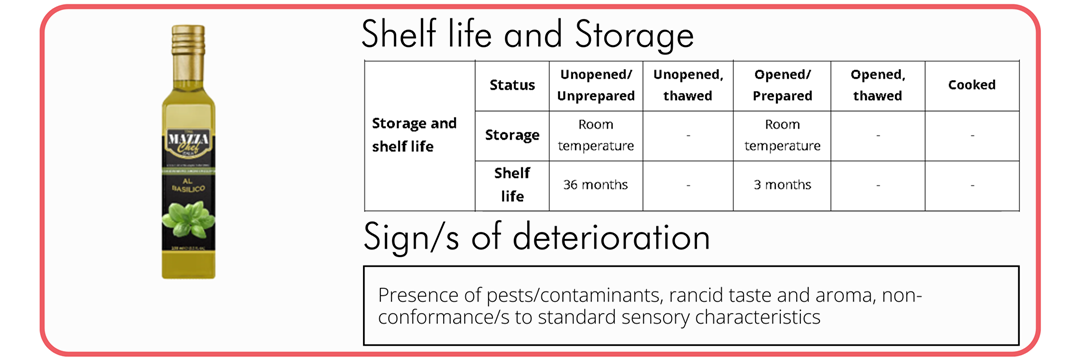 Shelf life and Storage
Storage and
shelf life
Status
Unopened/
Unprepared
Unopened,
thawed
Opened/
Prepared
Opened,
thawed
Cooked
Storage
Room
temperature
-
Room
temperature
-
-
Shelf
life
36 months
-
3 months
-
-
Sign/s of deterioration
Presence of pests/contaminants, rancid taste and aroma, non-
conformance/s to standard sensory characteristics
MAZZA
Chef
AL
BASILICO